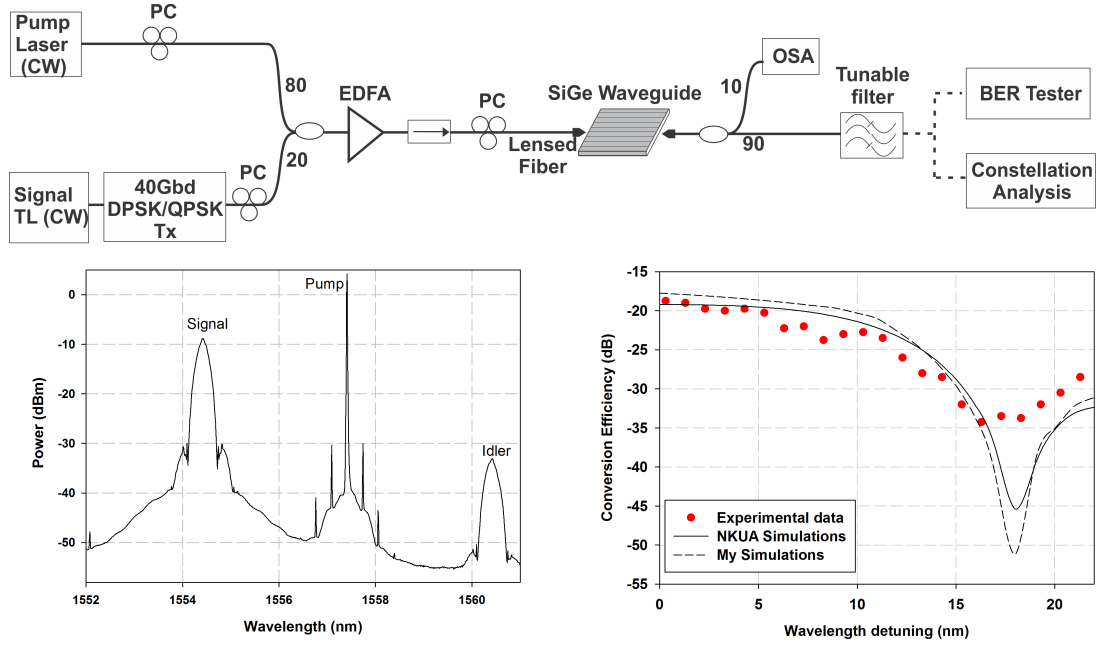 Pump
Laser
(CW)
PC
80
EDFA
PC
SiGe Waveguide
10
OSA
Tunable
filter
BER Tester
20
PC
Lensed
Fiber
90
Signal
TL (CW)
40Gbd
DPSK/QPSK
Tx
Constellation
Analysis
0
-10
-20
-30
-40
-50
Power (dBm)
Signal
Pump
Idler
1552
1554
1556
1558
1560
Wavelength (nm)
-15
-20
-25
-30
-35
-40
-45
-50
-55
Conversion Efficiency (dB)
Experimental data
NKUA Simulations
My Simulations
0
5
10
15
20
Wavelength detuning (nm)